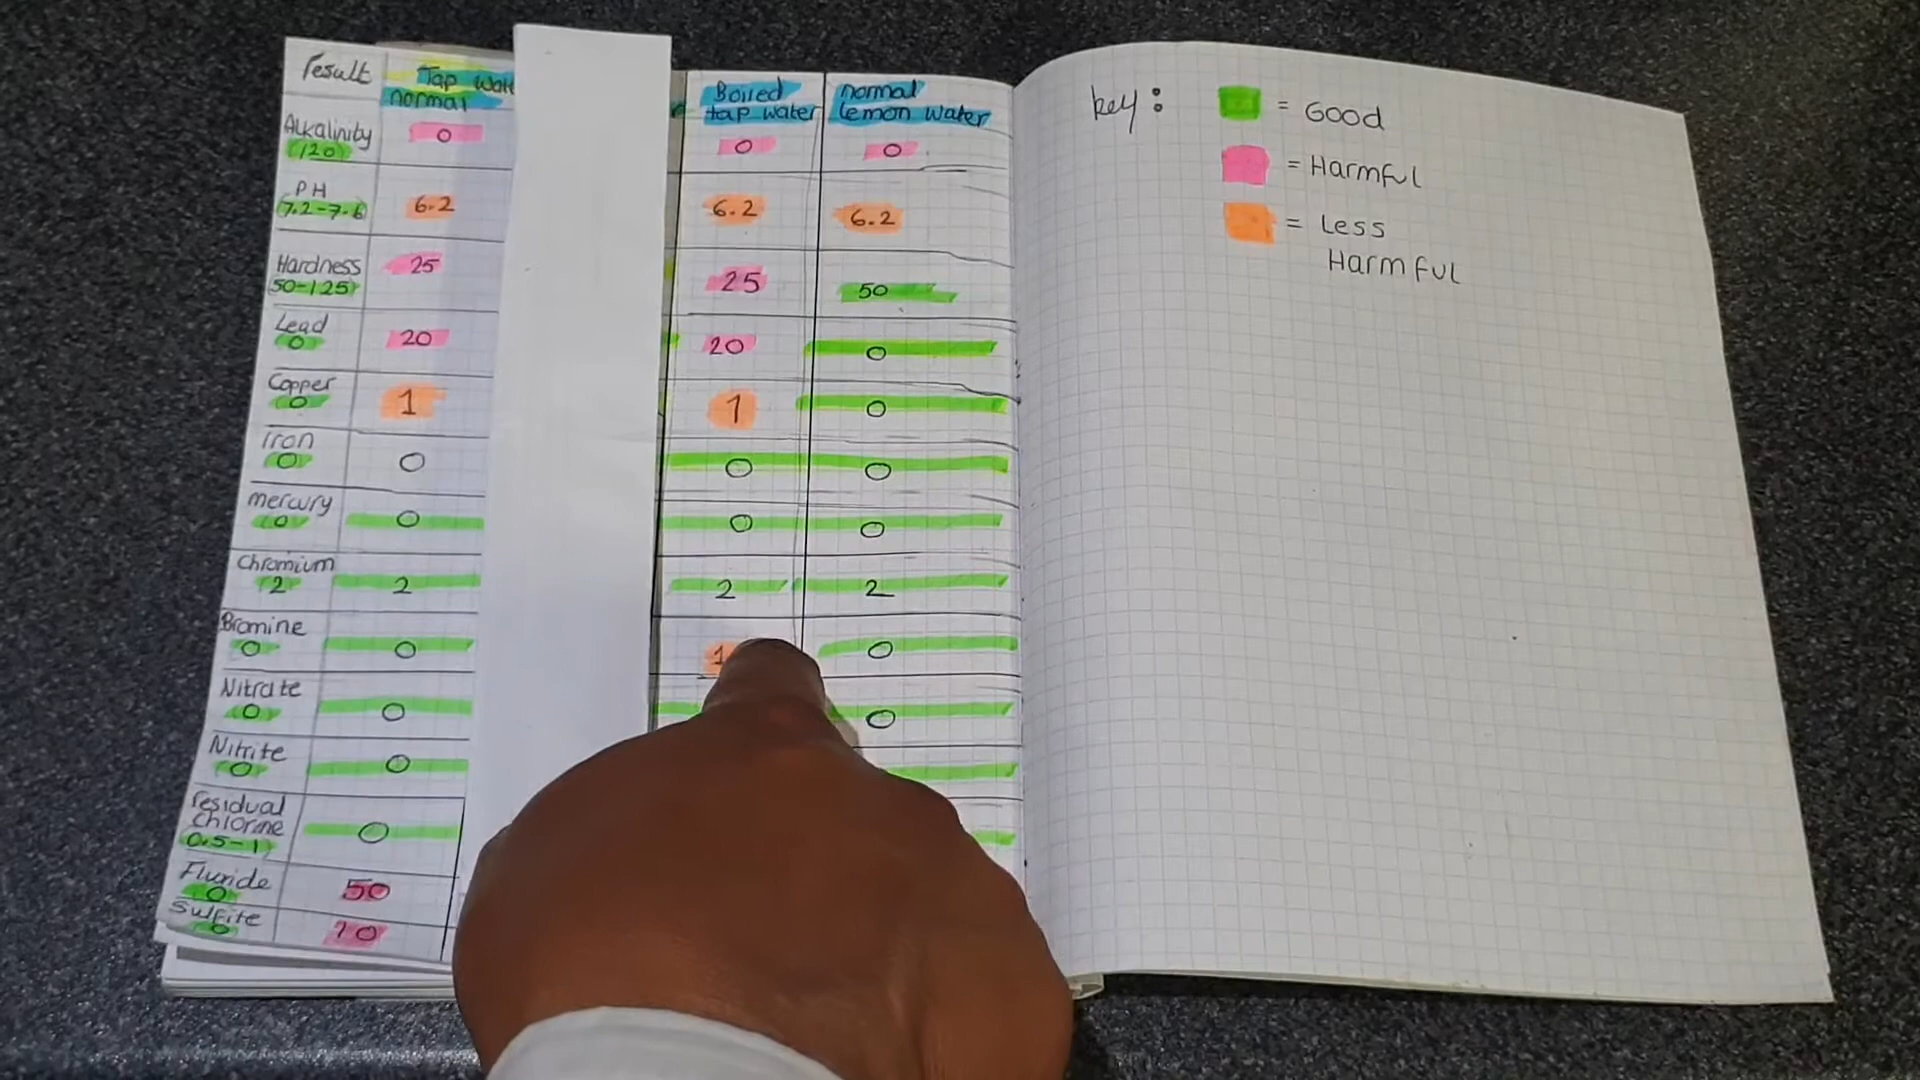 result Tap normal Boiled tap water normal lemon water
Alkalinity (120) 0 0 0
PH 7.2-7.6 6.2 6.2 6.2
Hardness 50-125 25 25 50
Lead 0 20 20 0
Copper 0 1 1 0
Iron 0 0 0 0
mercury 0 0 0 0
Chromium 2 2 2 2
Bromine 0 0 0
Nitrate 0 0 0
Nitrite 0 0
residual chlorine 0.5-1 0
Fluride 0 50
Sulfite 0
key: = GOOD
= Harmful
= Less
Harmful